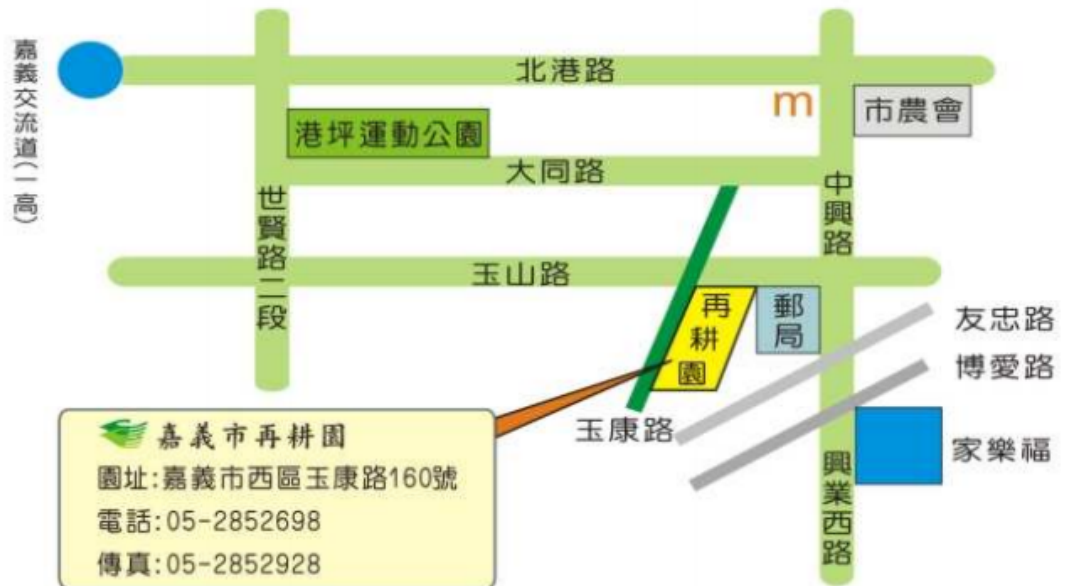 嘉義交流道(一高)
北港路
m
市農會
港坪運動公園
大同路
中興路
世賢路二段
玉山路
再耕園
郵局
友忠路
博愛路
玉康路
家樂福
興業西路
嘉義市再耕園
園址:嘉義市西區玉康路160號
電話:05-2852698
傳真:05-2852928